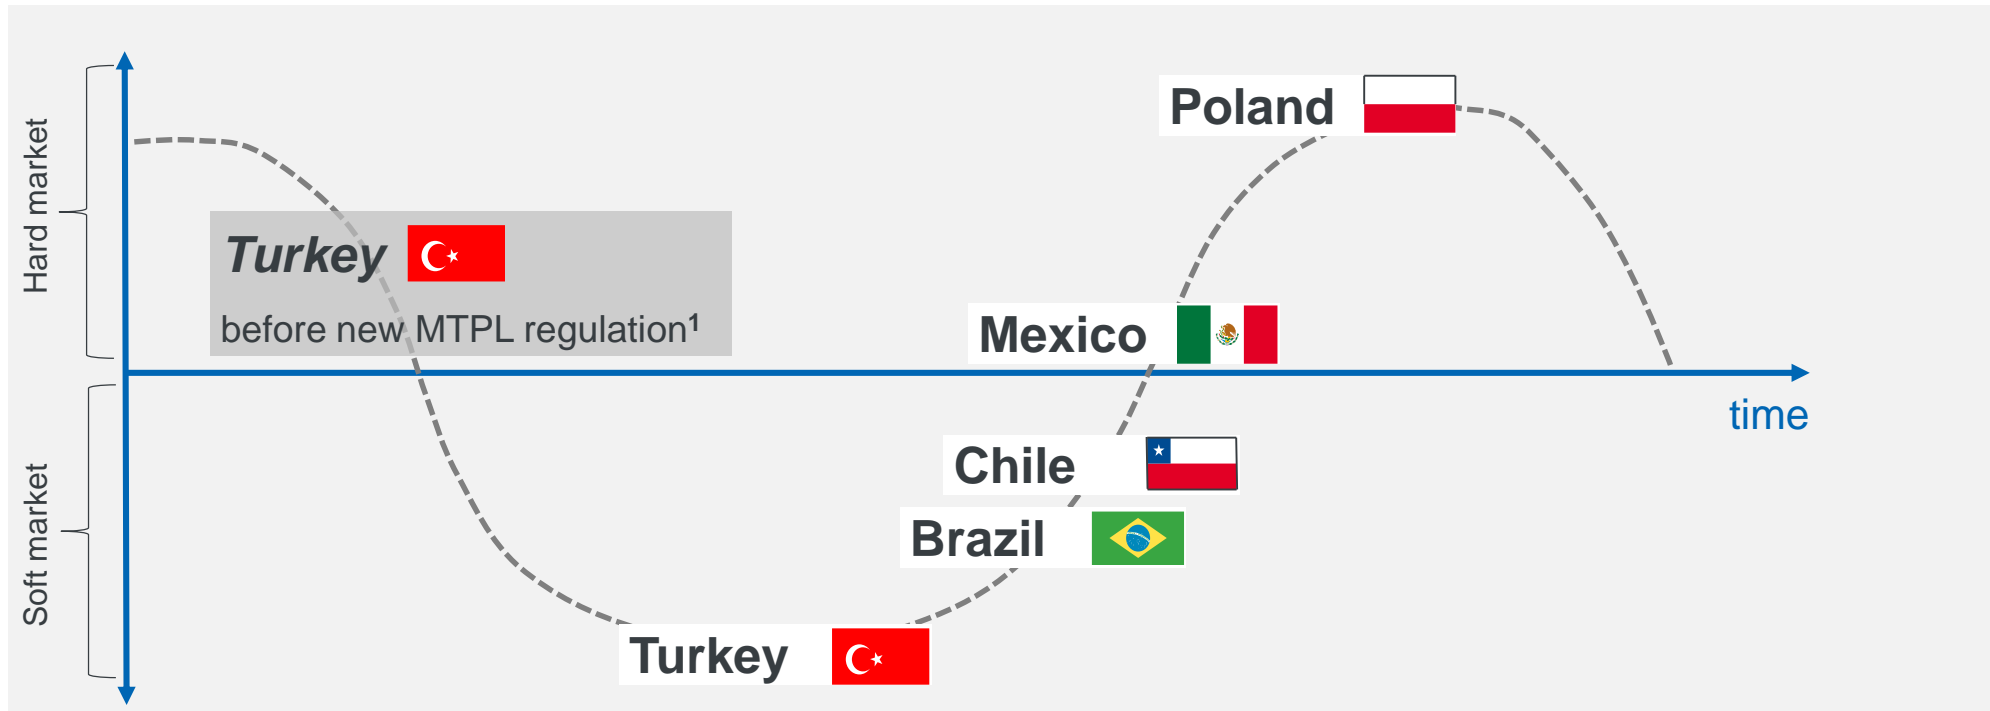 Hard market
Soft market
Poland
Turkey
before new MTPL regulation¹
Mexico
time
Chile
Brazil
Turkey